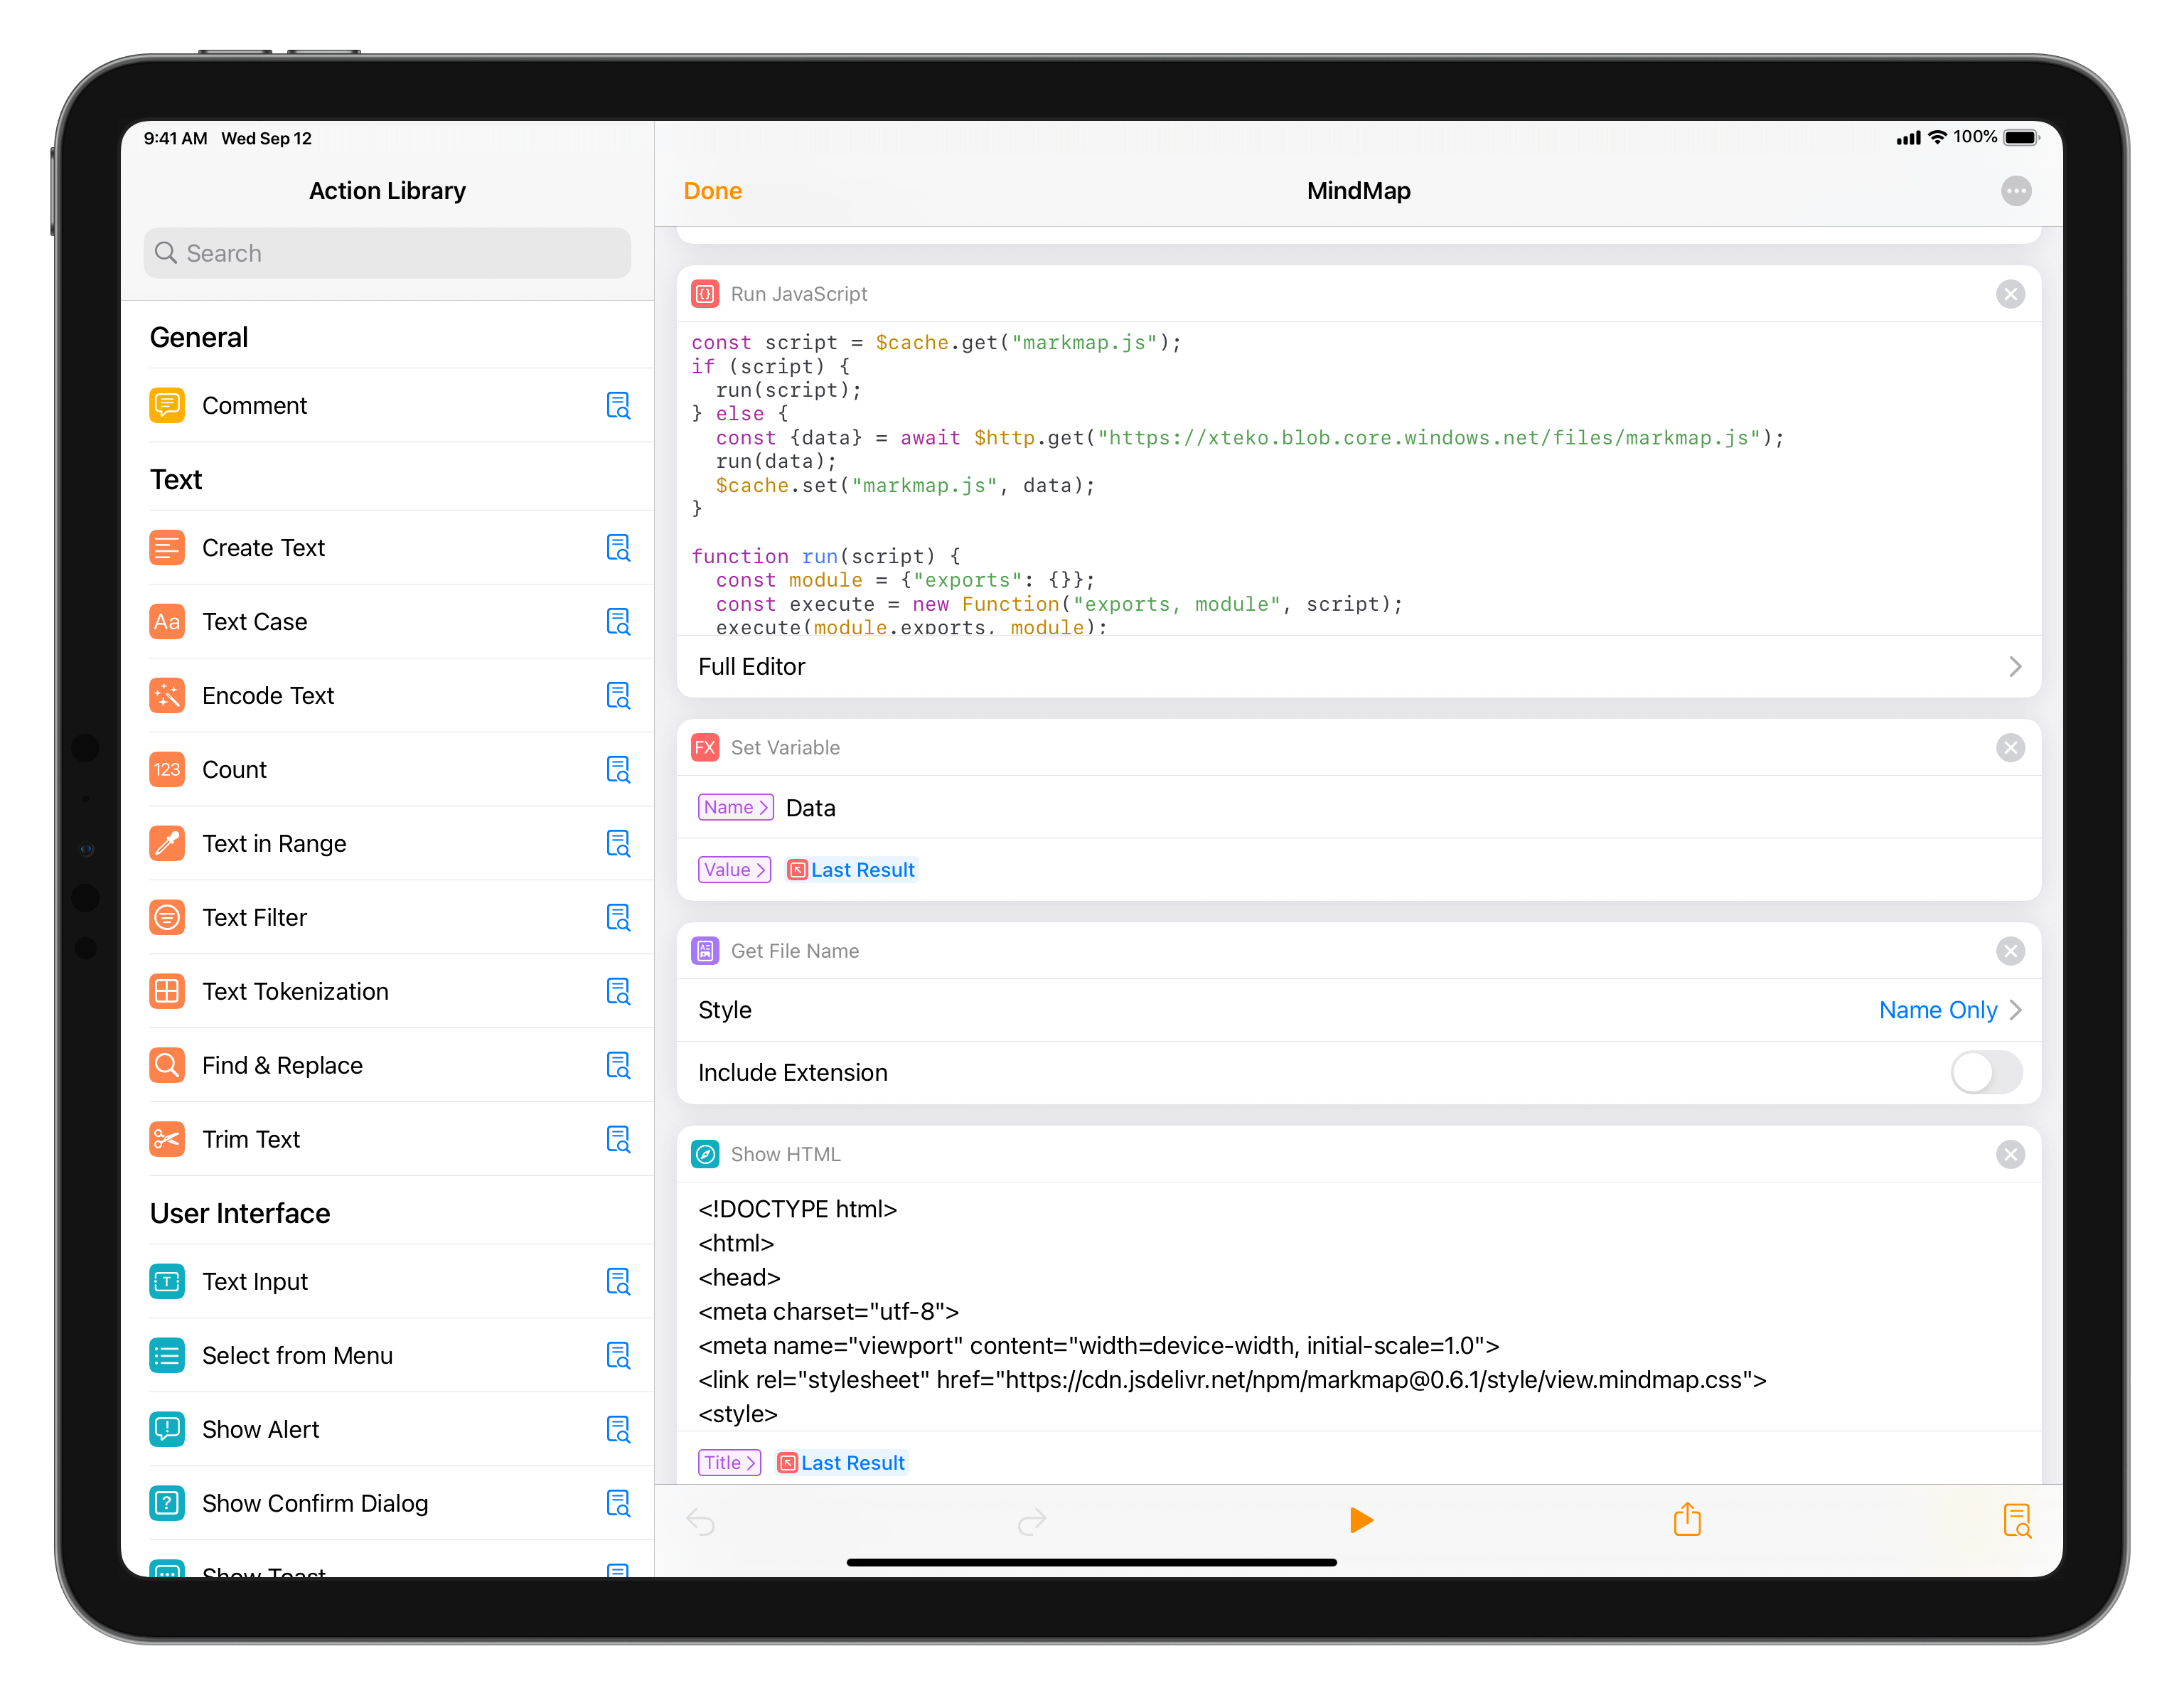 9:41 AM Wed Sep 12
100%
Action Library
Search
General
Comment
Text
Create Text
Aa Text Case
Encode Text
123 Count
Text in Range
Text Filter
Text Tokenization
Find & Replace
Trim Text
User Interface
T Text Input
Select from Menu
! Show Alert
? Show Confirm Dialog
Show Toast
Done
MindMap
{} Run JavaScript
const script = $cache.get("markmap.js");
if (script) {
  run(script);
} else {
  const {data} = await $http.get("https://xteko.blob.core.windows.net/files/markmap.js");
  run(data);
  $cache.set("markmap.js", data);
}
function run(script) {
  const module = {"exports": {}};
  const execute = new Function("exports, module", script);
  execute(module.exports, module);
Full Editor
FX Set Variable
Name Data
Value Last Result
Get File Name
Style Name Only
Include Extension
Show HTML
<!DOCTYPE html>
<html>
<head>
<meta charset="utf-8">
<meta name="viewport" content="width=device-width, initial-scale=1.0">
<link rel="stylesheet" href="https://cdn.jsdelivr.net/npm/markmap@0.6.1/style/view.mindmap.css">
<style>
Title Last Result